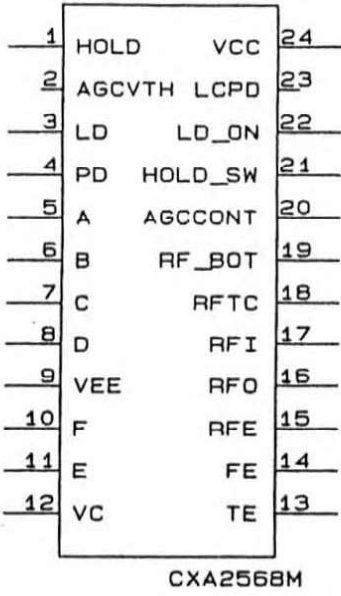 1 HOLD VCC 24
2 AGCVTH LCPD 23
3 LD LD_ON 22
4 PD HOLD_SW 21
5 A AGCCONT 20
6 B RF_BOT 19
7 C RFTC 18
8 D RFI 17
9 VEE RFO 16
10 F RFE 15
11 E FE 14
12 VC TE 13
CXA2568M